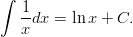 ∫ 1/x dx = ln x + C.